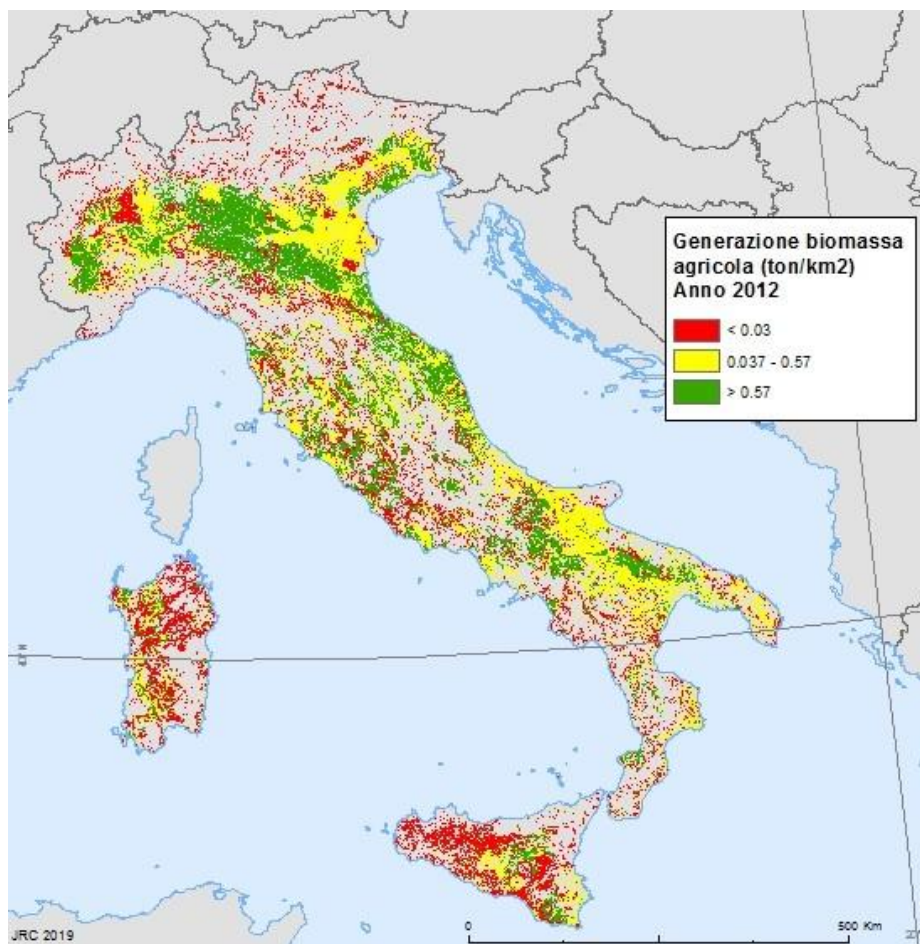 Generazione biomassa
agricola (ton/km2)
Anno 2012
< 0.03
0.037 - 0.57
> 0.57
40° N
JRC 2019
0
500 Km